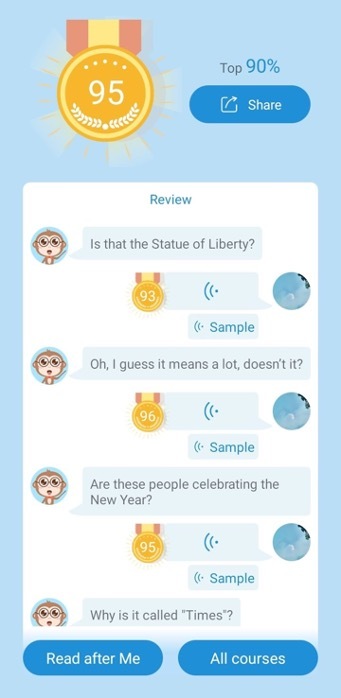 95
Top 90%
Share
Review
Is that the Statue of Liberty?
93
Sample
Oh, I guess it means a lot, doesn't it?
96
Sample
Are these people celebrating the
New Year?
95
Sample
Why is it called "Times"?
Read after Me
All courses